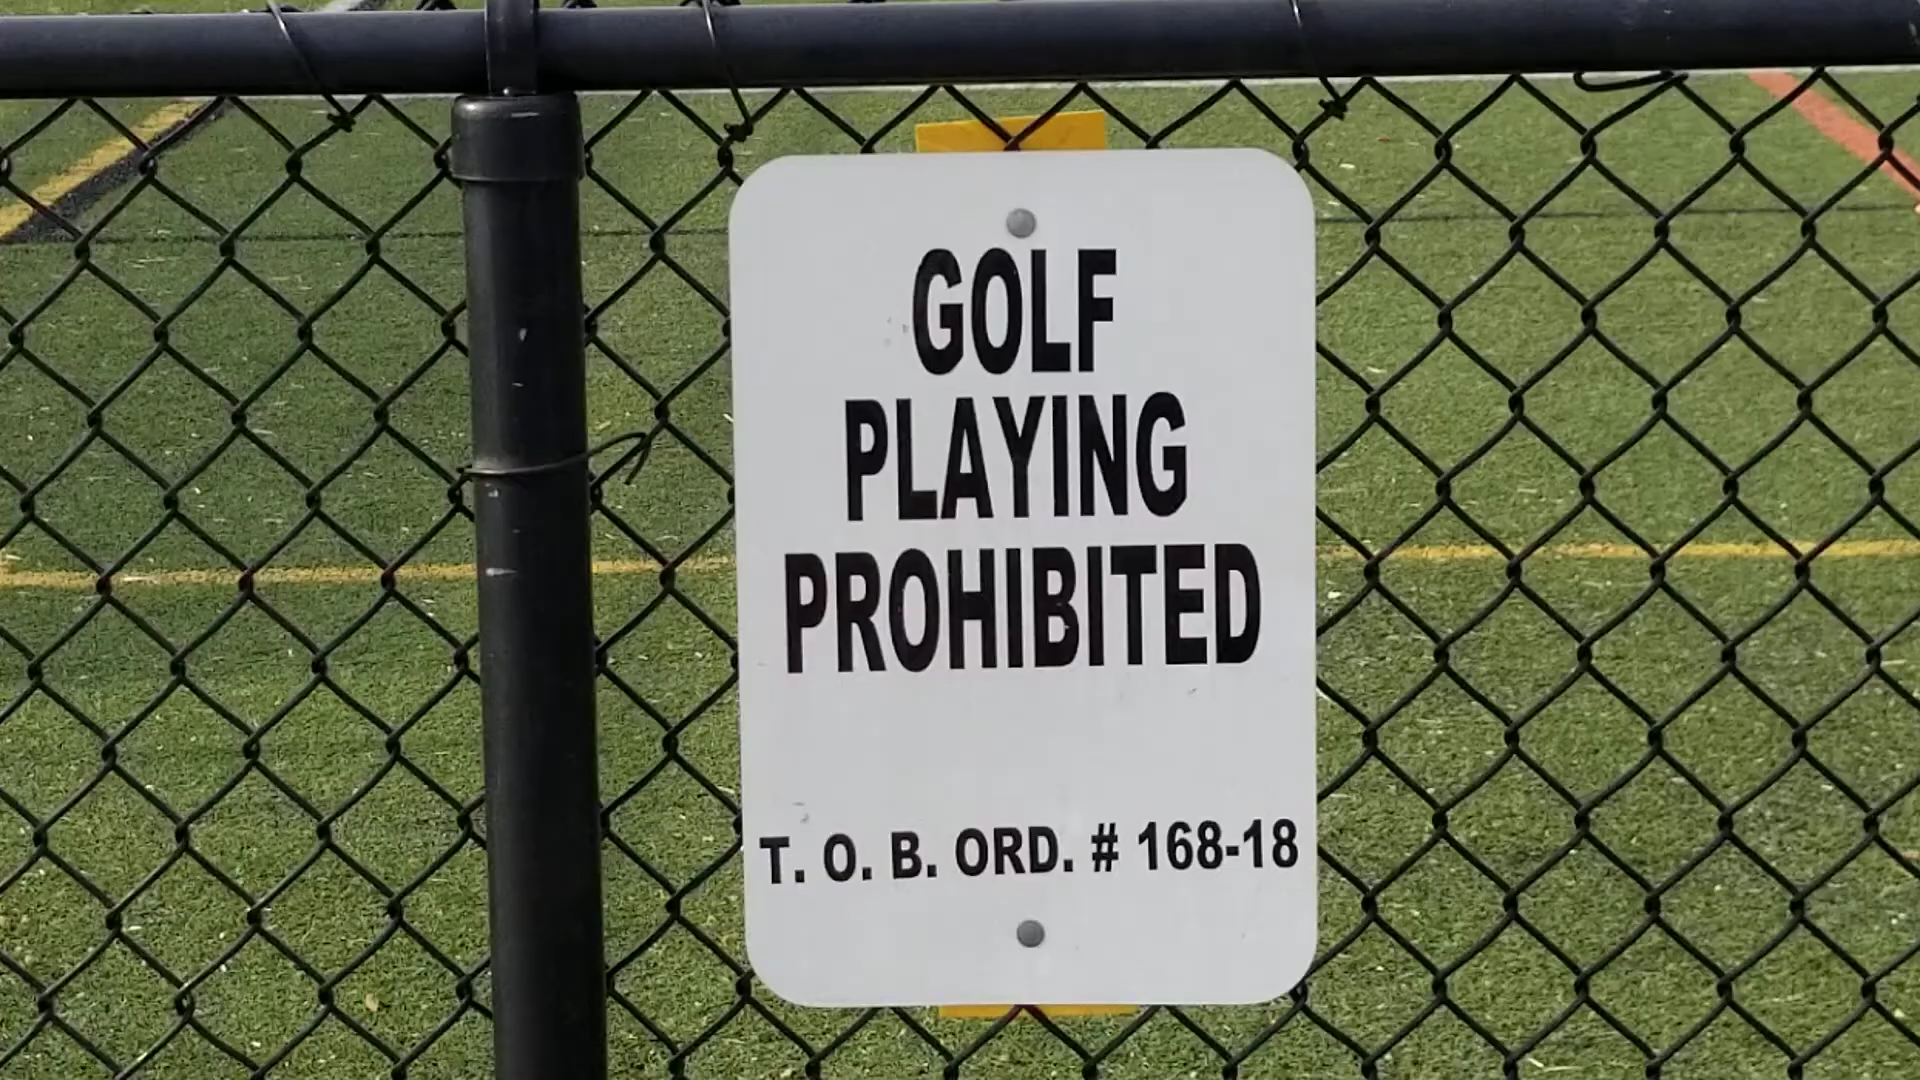 GOLF
PLAYING
PROHIBITED
T. O. B. ORD. # 168-18